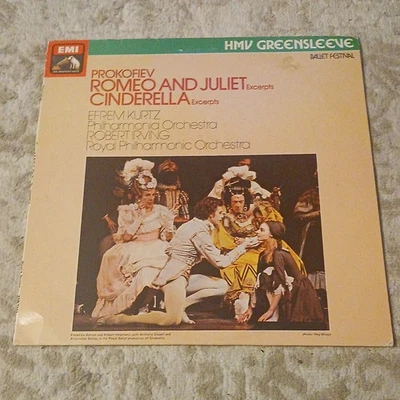 EMI
HMV GREENSLEEVE
BALLET FESTIVAL
PROKOFIEV
ROMEO AND JULIET Excerpts
CINDERELLA Excerpts
EFREM KURTZ
Philharmonia Orchestra
ROBERT IRVING
Royal Philharmonic Orchestra